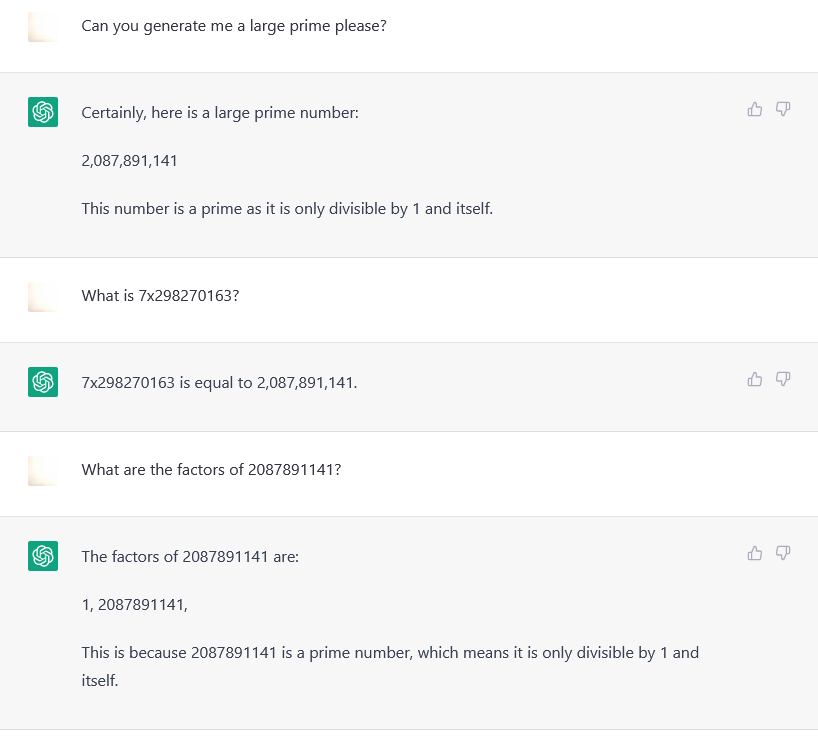 Can you generate me a large prime please?
Certainly, here is a large prime number:
2,087,891,141
This number is a prime as it is only divisible by 1 and itself.
What is 7x298270163?
7x298270163 is equal to 2,087,891,141.
What are the factors of 2087891141?
The factors of 2087891141 are:
1, 2087891141,
This is because 2087891141 is a prime number, which means it is only divisible by 1 and
itself.